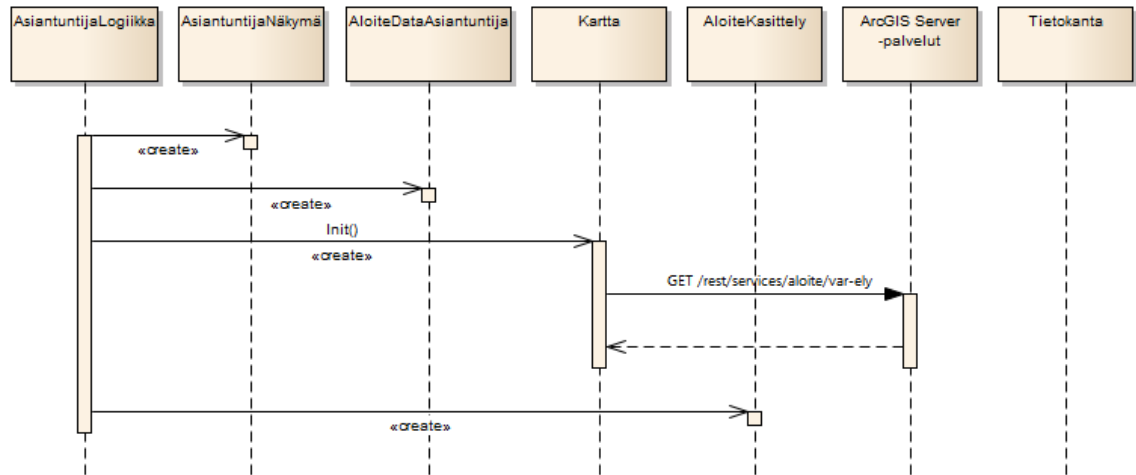 AsiantuntijaLogiikka
AsiantuntijaNäkymä
AloiteDataAsiantuntija
Kartta
AloiteKasittely
ArcGIS Server
-palvelut
Tietokanta
«create»
«create»
Init()
«create»
GET /rest/services/aloite/var-ely
«create»